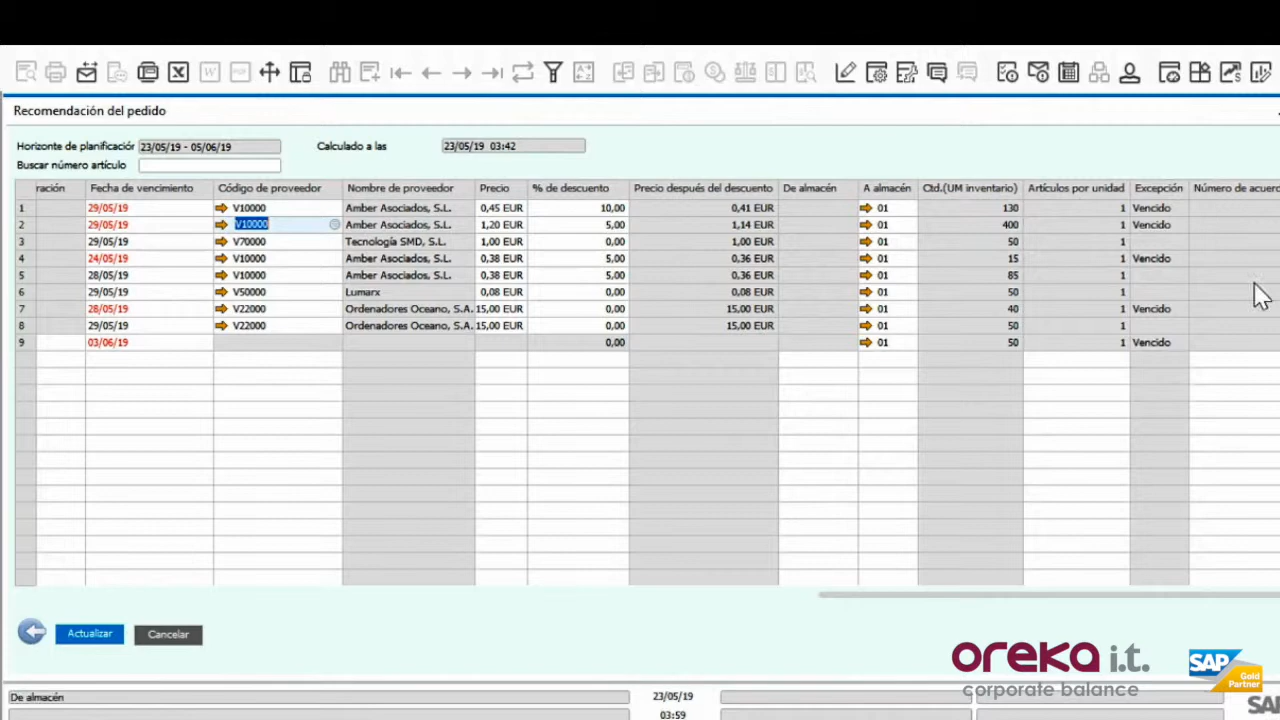 Recomendación del pedido
Horizonte de planificación 23/05/19 - 05/06/19 Calculado a las 23/05/19 03:42
Buscar número artículo
ración Fecha de vencimiento Código de proveedor Nombre de proveedor Precio % de descuento Precio después del descuento De almacén A almacén Ctd.(UM inventario) Artículos por unidad Excepción Número de acuerd
1 29/05/19 V10000 Amber Asociados, S.L. 0,45 EUR 10,00 0,41 EUR 01 130 1 Vencido
2 29/05/19 V10000 Amber Asociados, S.L. 1,20 EUR 5,00 1,14 EUR 01 400 1 Vencido
3 29/05/19 V70000 Tecnología SMD, S.L. 1,00 EUR 0,00 1,00 EUR 01 50 1
4 24/05/19 V10000 Amber Asociados, S.L. 0,38 EUR 5,00 0,36 EUR 01 15 1 Vencido
5 28/05/19 V10000 Amber Asociados, S.L. 0,38 EUR 5,00 0,36 EUR 01 85 1
6 29/05/19 V50000 Lumarx 0,08 EUR 0,00 0,08 EUR 01 50 1
7 28/05/19 V22000 Ordenadores Oceano, S.A. 15,00 EUR 0,00 15,00 EUR 01 40 1 Vencido
8 29/05/19 V22000 Ordenadores Oceano, S.A. 15,00 EUR 0,00 15,00 EUR 01 50 1
9 03/06/19 0,00 01 50 1 Vencido
Actualizar Cancelar
oreka i.t.
corporate balance
SAP
Gold
Partner
De almacén 23/05/19
03:59
SA